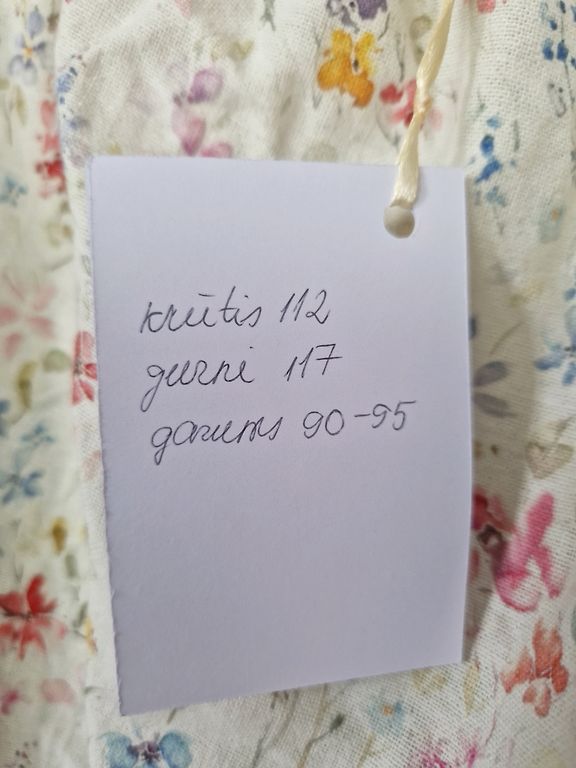 krūtis 112
gurni 117
garums 90-95